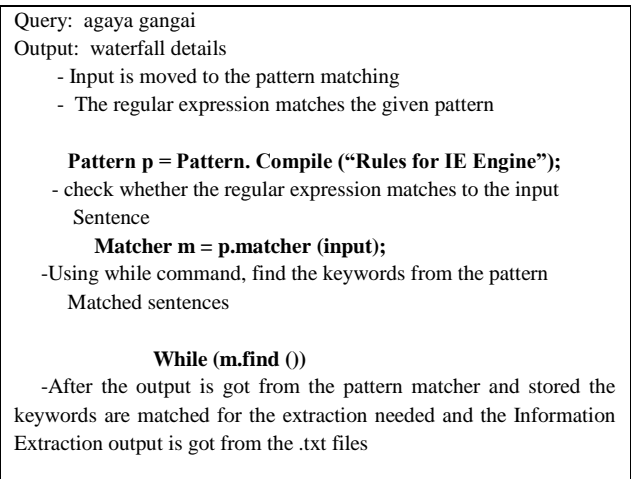 Query:  agaya gangai
Output:  waterfall details
- Input is moved to the pattern matching
-  The regular expression matches the given pattern
Pattern p = Pattern. Compile (“Rules for IE Engine”);
- check whether the regular expression matches to the input
Sentence
Matcher m = p.matcher (input);
-Using while command, find the keywords from the pattern
Matched sentences
While (m.find ())
-After the output is got from the pattern matcher and stored the
keywords are matched for the extraction needed and the Information
Extraction output is got from the .txt files